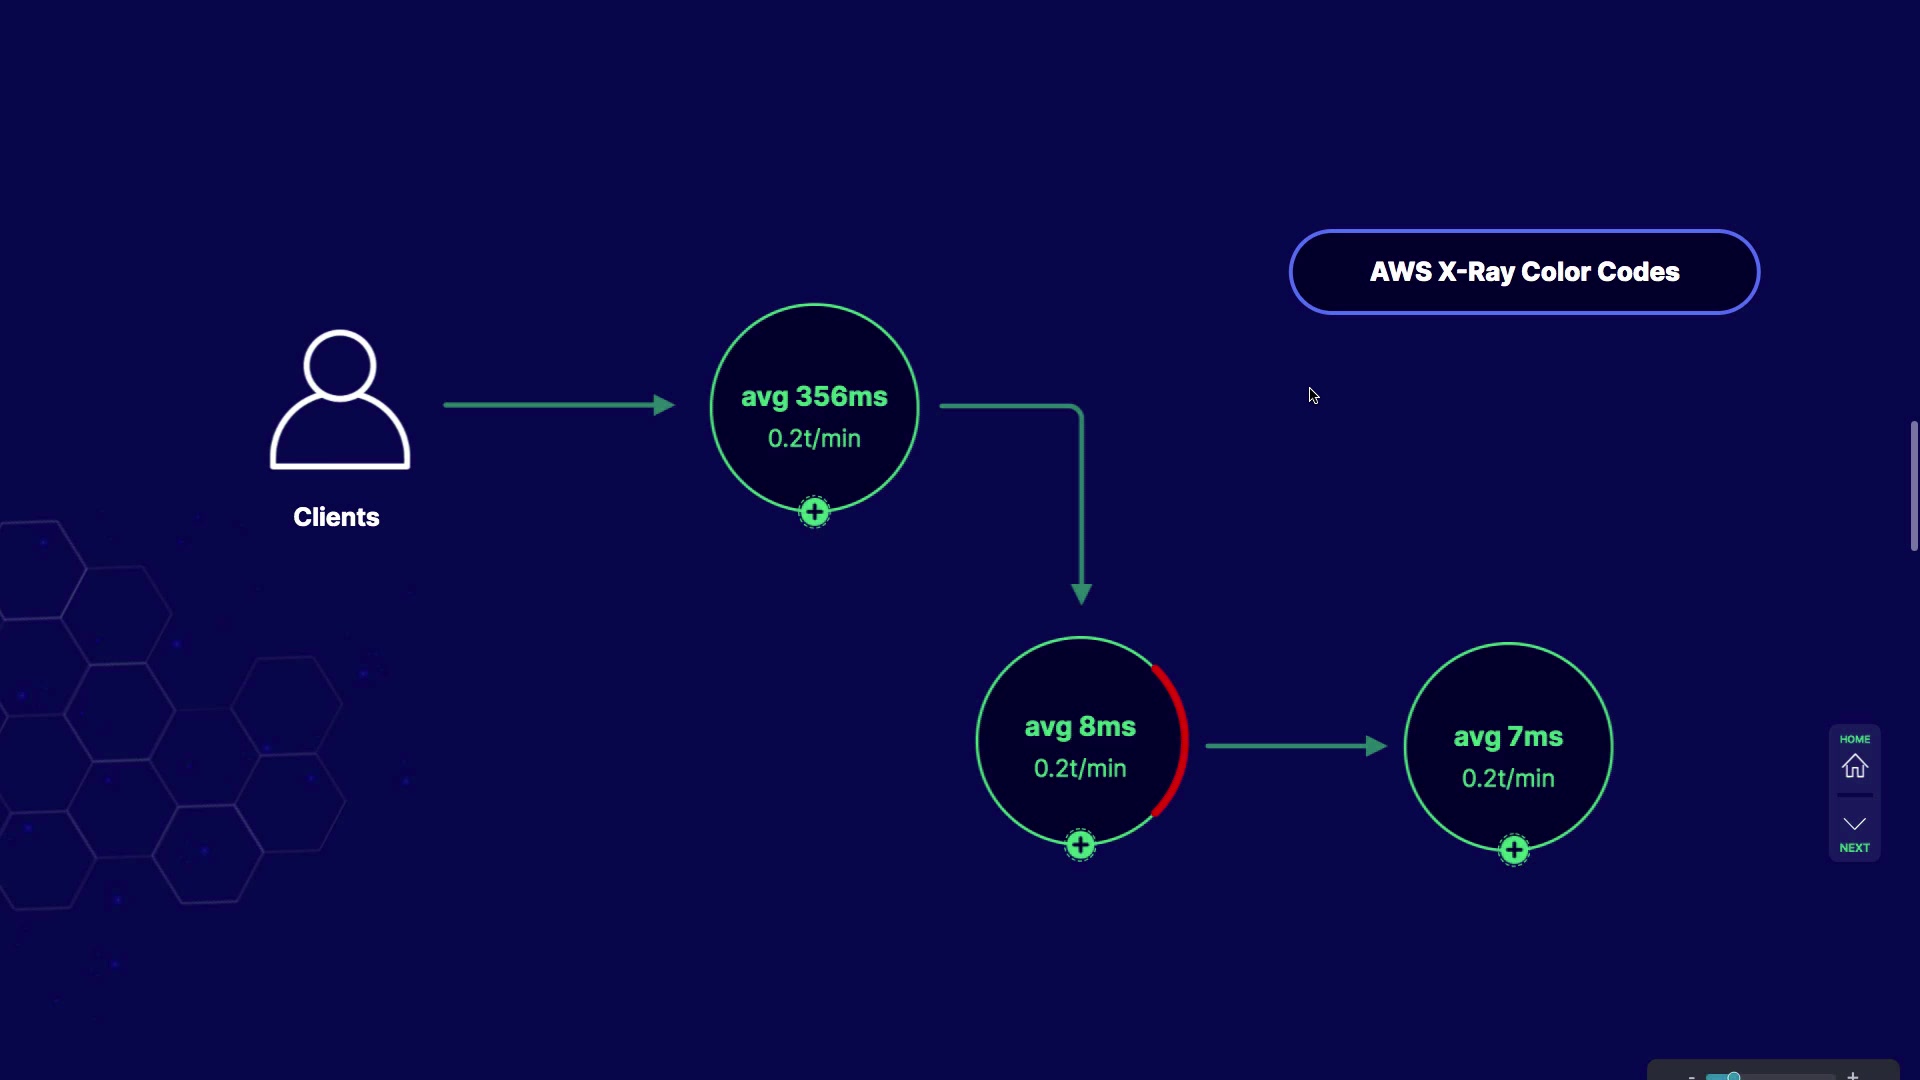 AWS X-Ray Color Codes
avg 356ms
0.2t/min
Clients
avg 8ms
0.2t/min
avg 7ms
0.2t/min
HOME
NEXT